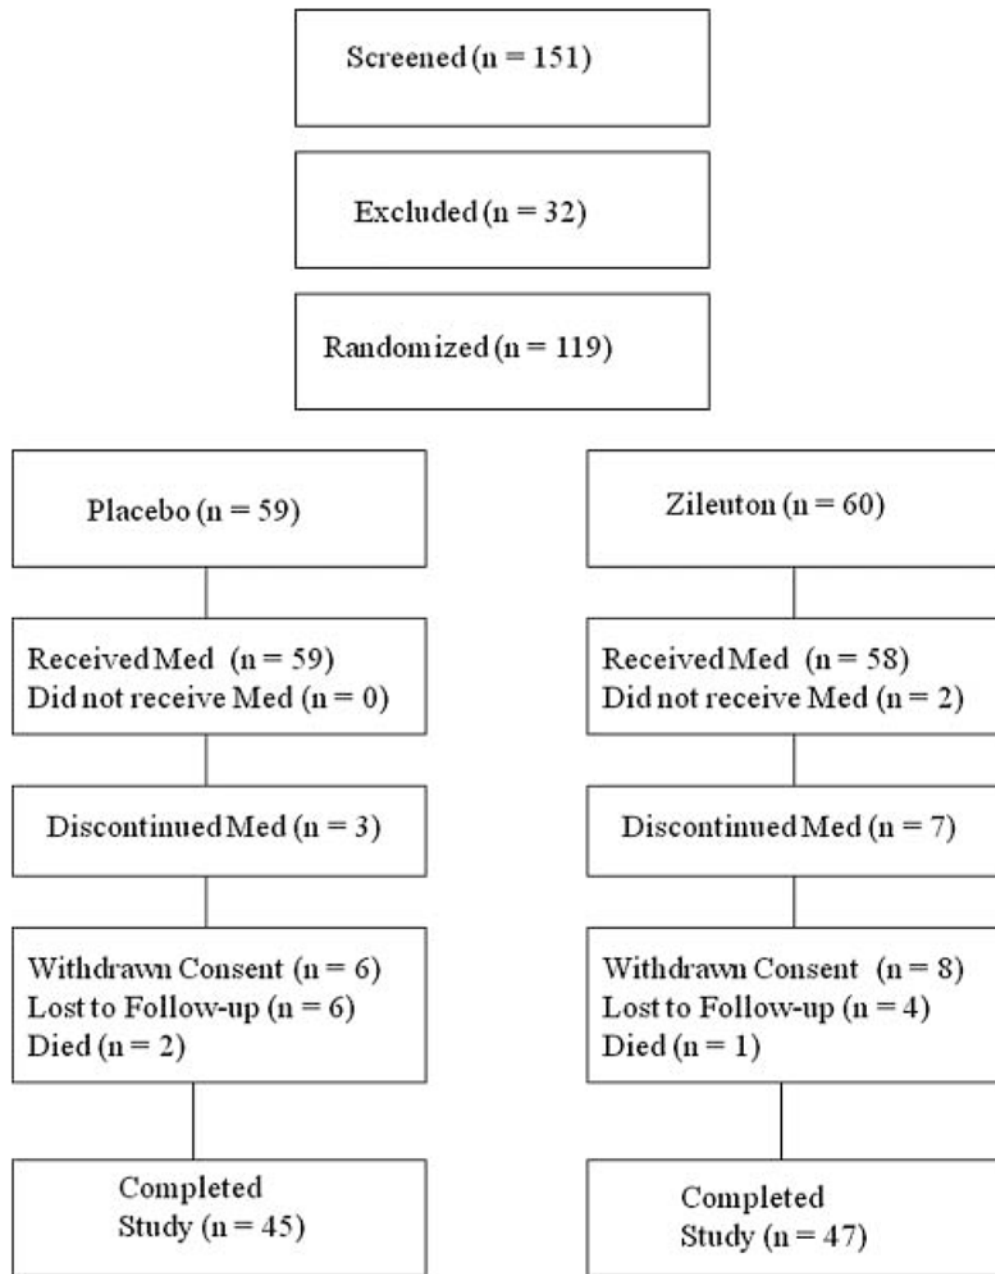 Screened (n = 151)
Excluded (n = 32)
Randomized (n = 119)
Placebo (n = 59)
Zileuton (n = 60)
Received Med (n = 59)
Did not receive Med (n = 0)
Received Med (n = 58)
Did not receive Med (n = 2)
Discontinued Med (n = 3)
Discontinued Med (n = 7)
Withdrawn Consent (n = 6)
Lost to Follow-up (n = 6)
Died (n = 2)
Withdrawn Consent (n = 8)
Lost to Follow-up (n = 4)
Died (n = 1)
Completed
Study (n = 45)
Completed
Study (n = 47)